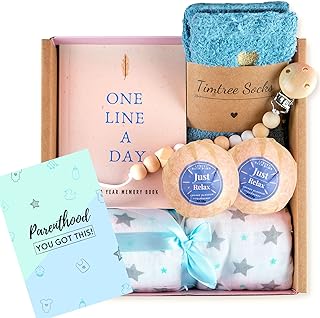 ONE
LINE
A
DAY
YEAR MEMORY BOOK
Timtree Socks
Just
Relax
Just
Relax
Parenthood
YOU GOT THIS!